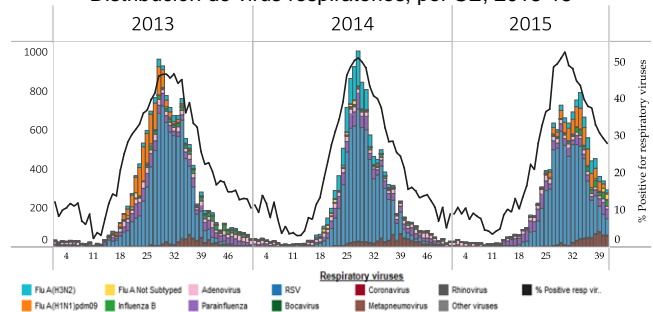 2013 2014 2015
1000
800
600
400
200
0
50
40
30
20
10
0
% Positive for respiratory viruses
4 11 18 25 32 39 46 4 11 18 25 32 39 46 4 11 18 25 32 39
Respiratory viruses
Flu A(H3N2) Flu A Not Subtyped Adenovirus RSV Coronavirus Rhinovirus % Positive resp vir..
Flu A(H1N1)pdm09 Influenza B Parainfluenza Bocavirus Metapneumovirus Other viruses